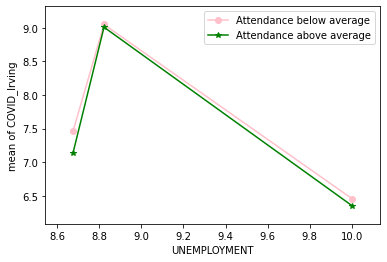 Attendance below average
Attendance above average
9.0
8.5
8.0
7.5
7.0
6.5
mean of COVID_Irving
8.6 8.8 9.0 9.2 9.4 9.6 9.8 10.0
UNEMPLOYMENT